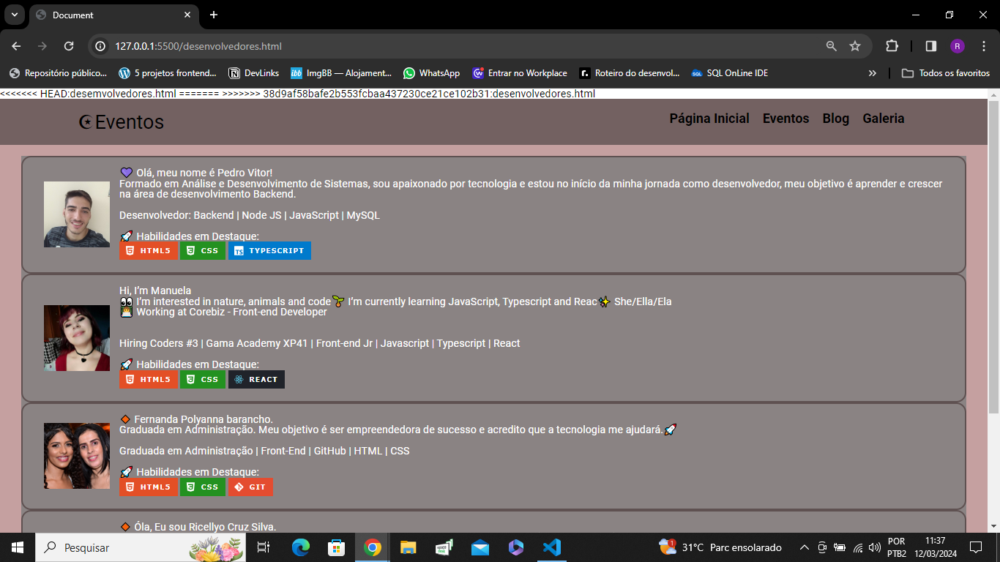 Document
127.0.0.1:5500/desenvolvedores.html
R
Repositório público... 5 projetos frontend... DevLinks ImgBB — Alojament... WhatsApp Entrar no Workplace Roteiro do desenvol... SQL OnLine IDE » Todos os favoritos
<<<<<<< HEAD:desemvolvedores.html ======= >>>>>>> 38d9af58bafe2b553fcbaa437230ce21ce102b31:desenvolvedores.html
Eventos
Página Inicial Eventos Blog Galeria
💜 Olá, meu nome é Pedro Vitor!
Formado em Análise e Desenvolvimento de Sistemas, sou apaixonado por tecnologia e estou no início da minha jornada como desenvolvedor, meu objetivo é aprender e crescer
na área de desenvolvimento Backend.
Desenvolvedor: Backend | Node JS | JavaScript | MySQL
🚀 Habilidades em Destaque:
HTML5 CSS TYPESCRIPT
Hi, I’m Manuela
👀 I’m interested in nature, animals and code🌱 I’m currently learning JavaScript, Typescript and Reac✨ She/Ella/Ela
👩‍💻 Working at Corebiz - Front-end Developer
Hiring Coders #3 | Gama Academy XP41 | Front-end Jr | Javascript | Typescript | React
🚀 Habilidades em Destaque:
HTML5 CSS REACT
🔸 Fernanda Polyanna barancho.
Graduada em Administração. Meu objetivo é ser empreendedora de sucesso e acredito que a tecnologia me ajudará.🚀
Graduada em Administração | Front-End | GitHub | HTML | CSS
🚀 Habilidades em Destaque:
HTML5 CSS GIT
🔸 Óla, Eu sou Ricellyo Cruz Silva.
Pesquisar
31°C Parc ensolarado
POR
PTB2
11:37
12/03/2024